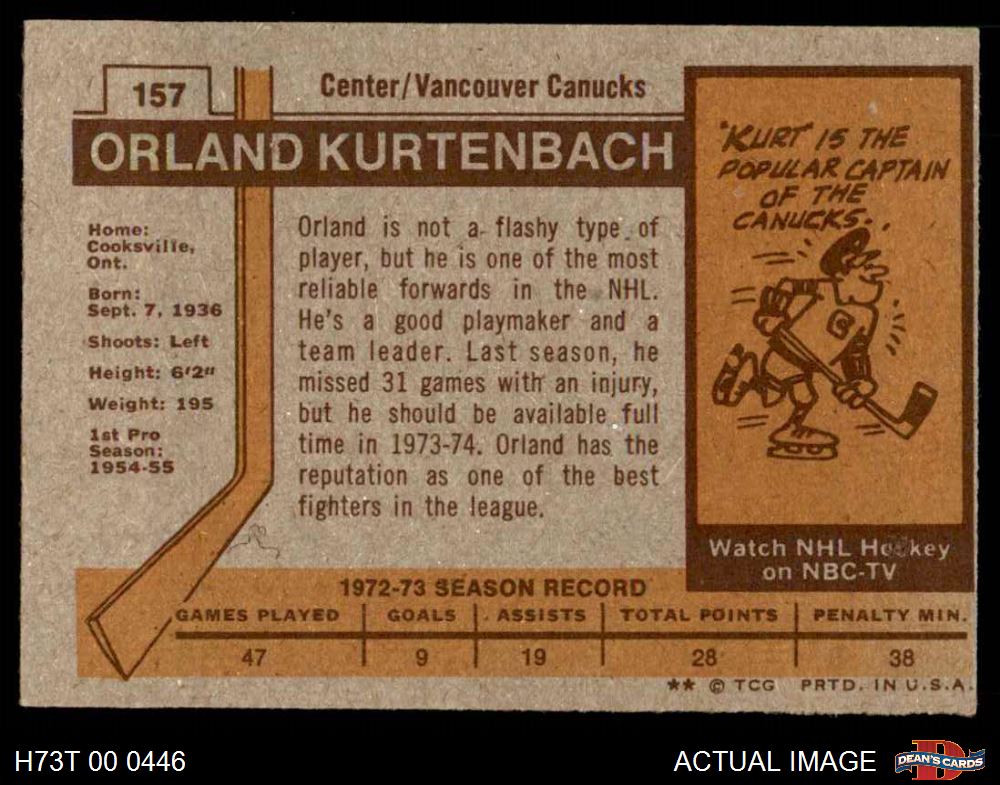 157
Center/Vancouver Canucks
ORLAND KURTENBACH
Home:
Cooksville,
Ont.
Born:
Sept. 7, 1936
Shoots: Left
Height: 6'2"
Weight: 195
1st Pro
Season:
1954-55
Orland is not a flashy type of
player, but he is one of the most
reliable forwards in the NHL.
He's a good playmaker and a
team leader. Last season, he
missed 31 games with an injury,
but he should be available full
time in 1973-74. Orland has the
reputation as one of the best
fighters in the league.
"KURT" IS THE
POPULAR CAPTAIN
OF THE
CANUCKS..
Watch NHL Hockey
on NBC-TV
1972-73 SEASON RECORD
GAMES PLAYED GOALS ASSISTS TOTAL POINTS PENALTY MIN.
47 9 19 28 38
** © TCG PRTD. IN U.S.A.
H73T 00 0446
ACTUAL IMAGE
D
DEAN'S CARDS